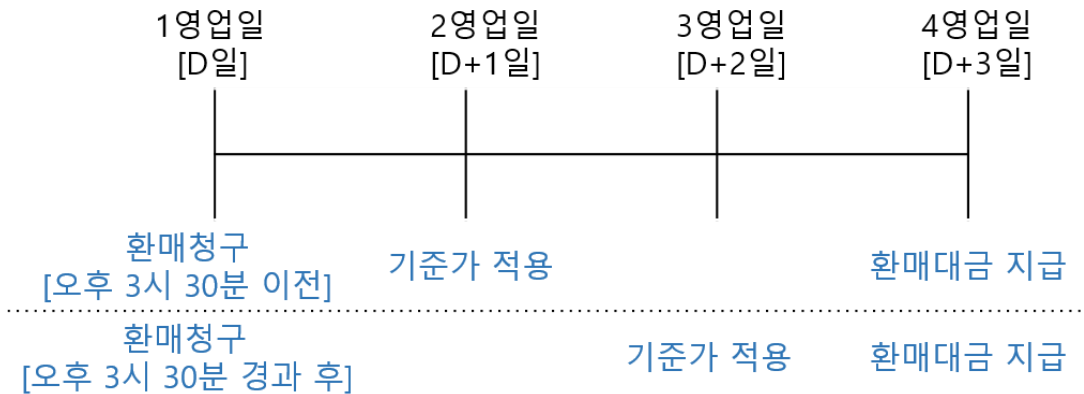 1영업일 2영업일 3영업일 4영업일
[D일] [D+1일] [D+2일] [D+3일]
환매청구
[오후 3시 30분 이전]
기준가 적용
환매대금 지급
환매청구
[오후 3시 30분 경과 후]
기준가 적용
환매대금 지급